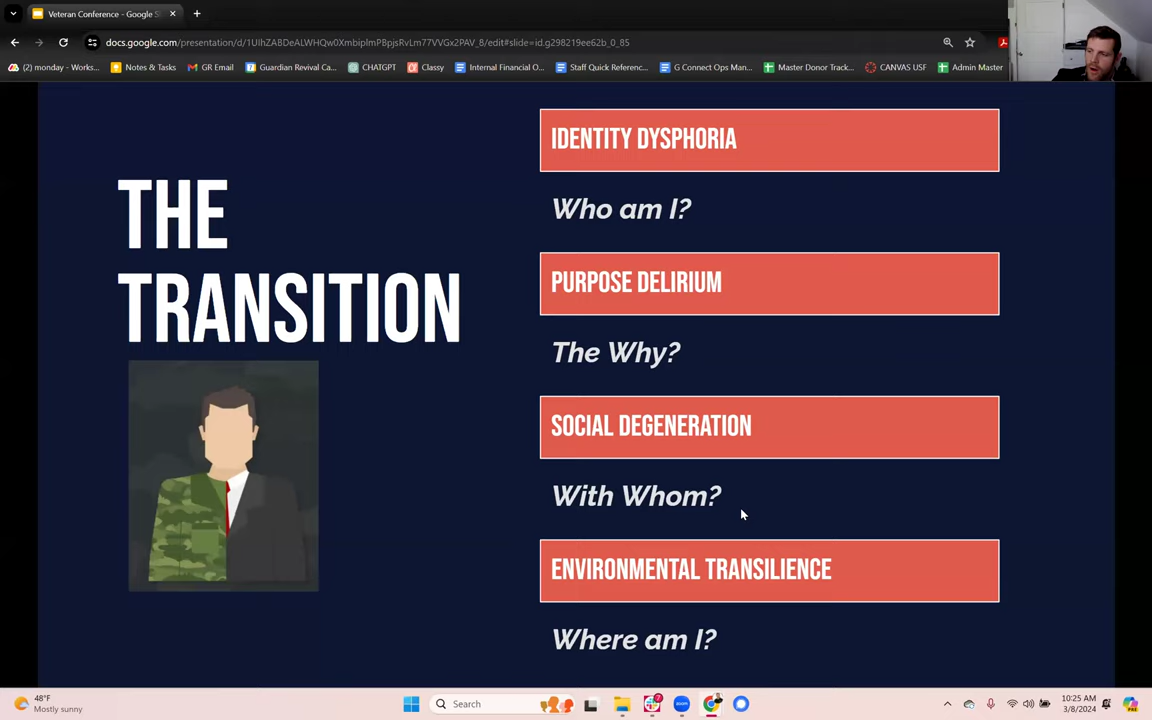 Veteran Conference - Google S
docs.google.com/presentation/d/1UIhZABDeALWHQw0XmbiplmPBpjsRvLm77VVGx2PAV_8/edit#slide=id.g298219ee62b_0_85
(2) monday - Works...
Notes & Tasks
GR Email
Guardian Revival Ca...
CHATGPT
Classy
Internal Financial O...
Staff Quick Referenc...
G Connect Ops Man...
Master Donor Track...
CANVAS USF
Admin Master
THE
TRANSITION
IDENTITY DYSPHORIA
Who am I?
PURPOSE DELIRIUM
The Why?
SOCIAL DEGENERATION
With Whom?
ENVIRONMENTAL TRANSILIENCE
Where am I?
48°F
Mostly sunny
Search
10:25 AM
3/8/2024